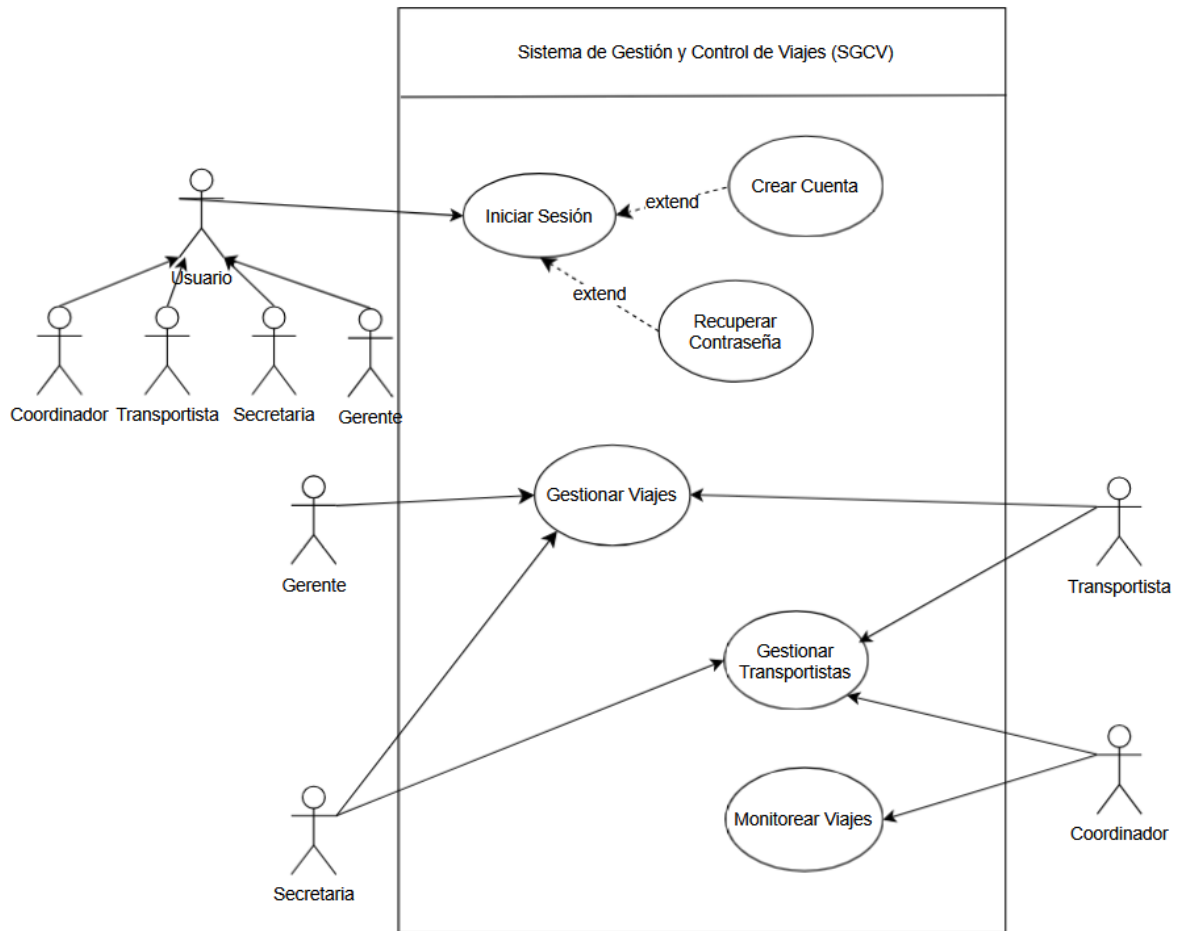 Sistema de Gestión y Control de Viajes (SGCV)
Crear Cuenta
extend
Iniciar Sesión
Usuario
extend
Recuperar
Contraseña
Coordinador
Transportista
Secretaria
Gerente
Gestionar Viajes
Gerente
Transportista
Gestionar
Transportistas
Monitorear Viajes
Coordinador
Secretaria